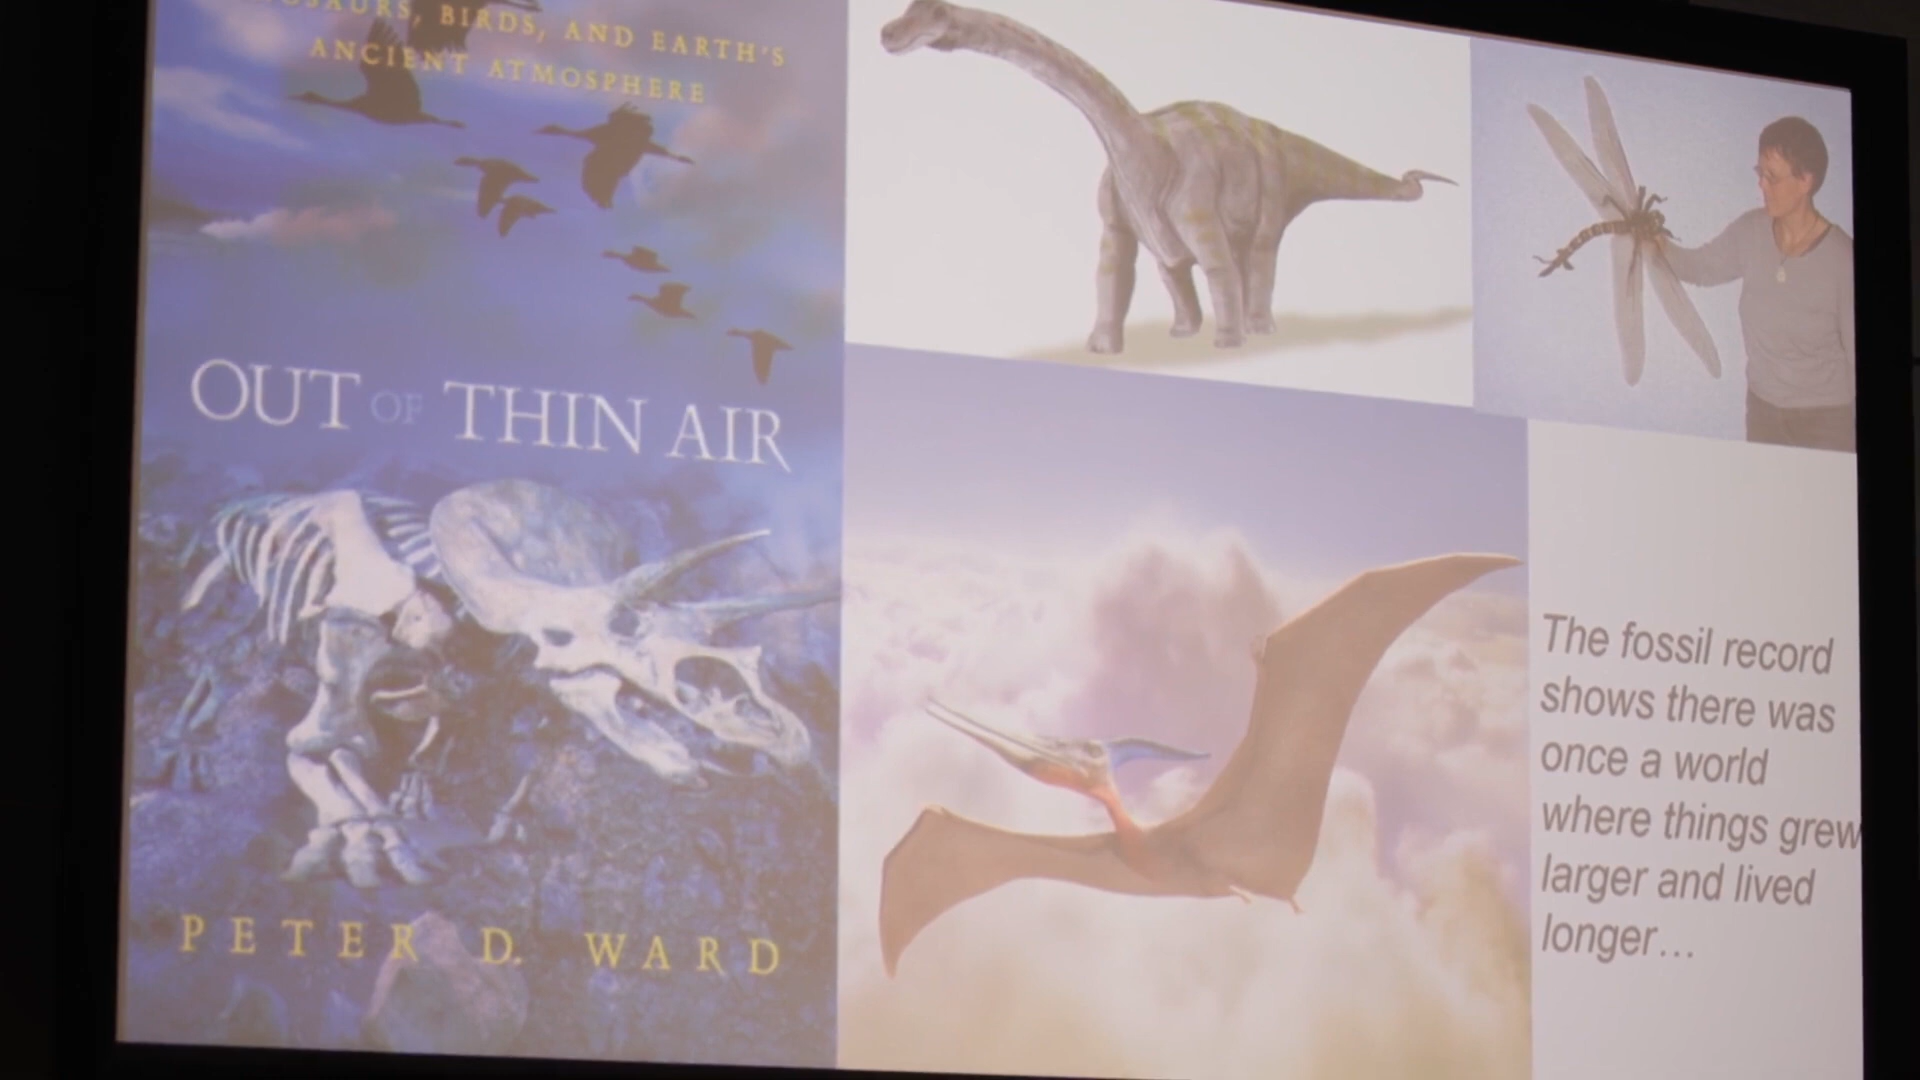 BIRDS, AND EARTH'S
ANCIENT ATMOSPHERE
OUT OF THIN AIR
PETER D. WARD
The fossil record
shows there was
once a world
where things grew
larger and lived
longer…